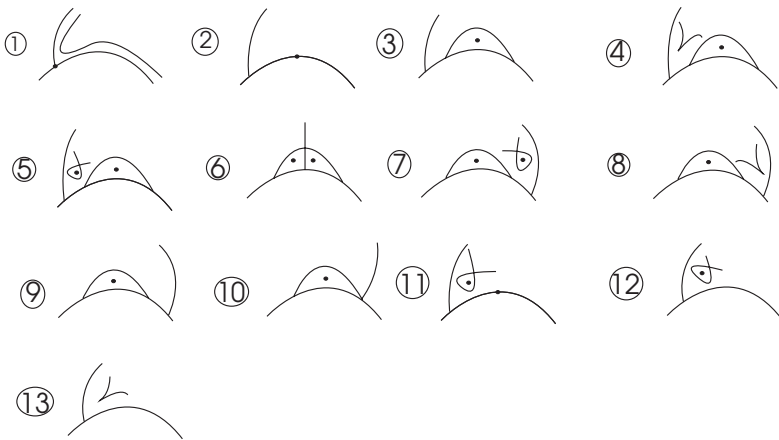 ① ② ③ ④
⑤ ⑥ ⑦ ⑧
⑨ ⑩ ⑪ ⑫
⑬